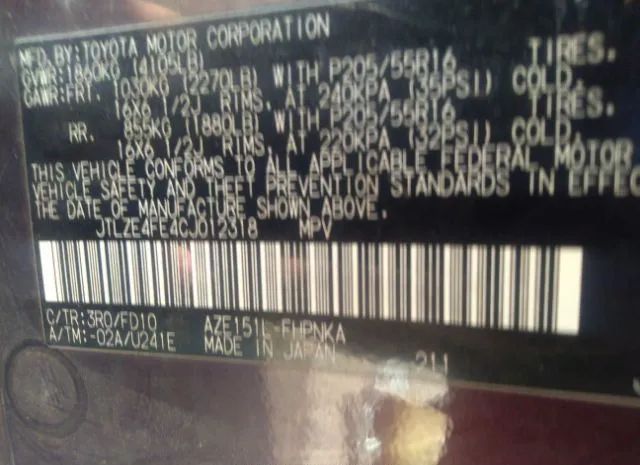 MFD.BY:TOYOTA MOTOR CORPORATION
GVWR:1860KG (4105LB)
GAWR:FRT. 1030KG (2270LB) WITH P205/55R16 TIRES.
16X6 1/2J RIMS, AT 240KPA (35PSI) COLD.
RR. 855KG (1880LB) WITH P205/55R16 TIRES.
16X6 1/2J RIMS, AT 220KPA (32PSI) COLD.
THIS VEHICLE CONFORMS TO ALL APPLICABLE FEDERAL MOTOR
VEHICLE SAFETY AND THEFT PREVENTION STANDARDS IN EFFEC
THE DATE OF MANUFACTURE SHOWN ABOVE.
JTLZE4FE4CJ012318 MPV
C/TR:3R0/FD10 AZE151L-FHPNKA
A/TM:-02A/U241E MADE IN JAPAN 211